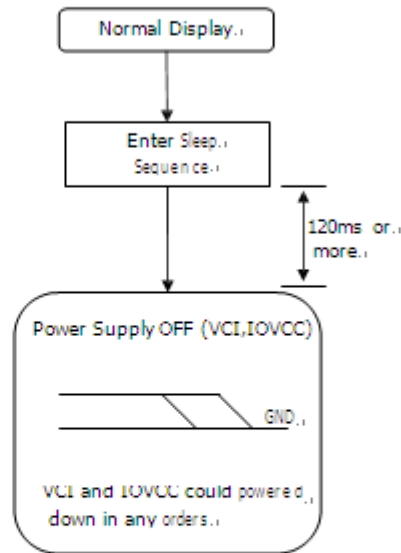 Normal Display.
Enter Sleep.
Sequence.
120ms or.
more.
Power Supply OFF (VCI,IOVCC)
GND.
VCI and IOVCC could powered.
down in any orders.